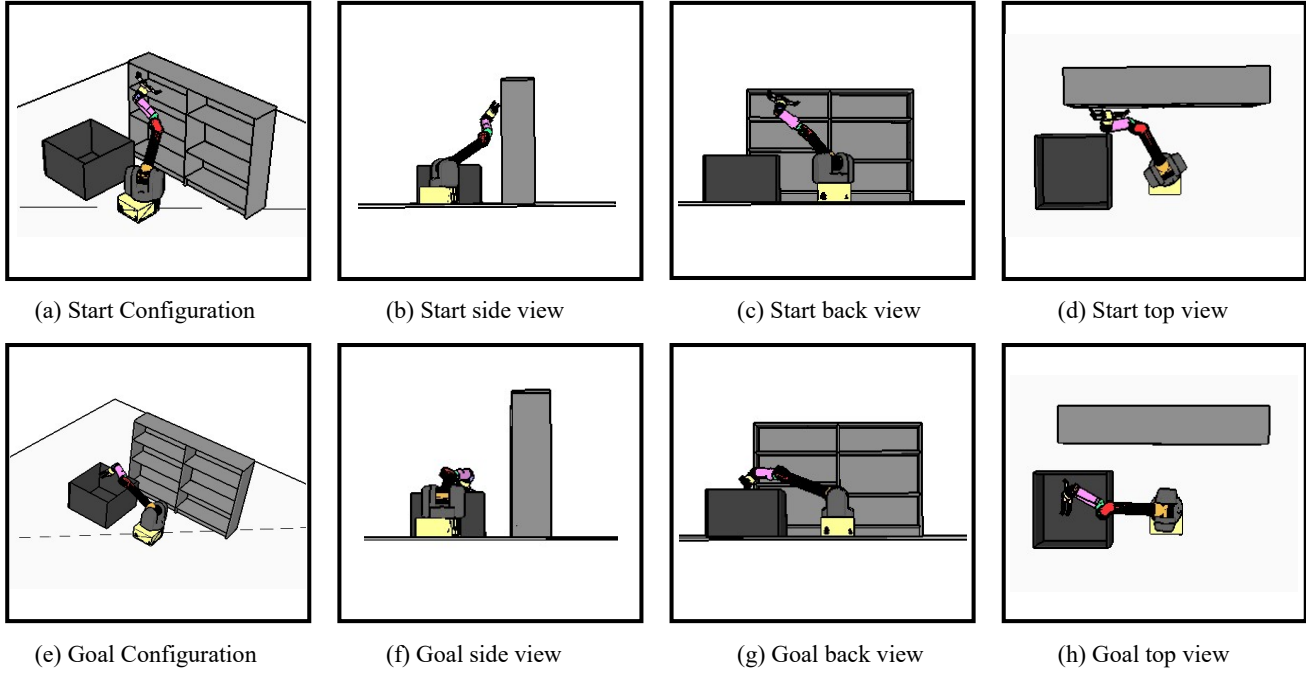 (a) Start Configuration
(b) Start side view
(c) Start back view
(d) Start top view
(e) Goal Configuration
(f) Goal side view
(g) Goal back view
(h) Goal top view